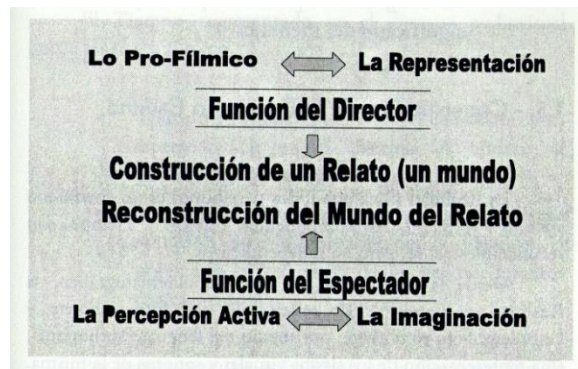 Lo Pro-Fílmico La Representación
Función del Director
Construcción de un Relato (un mundo)
Reconstrucción del Mundo del Relato
Función del Espectador
La Percepción Activa La Imaginación